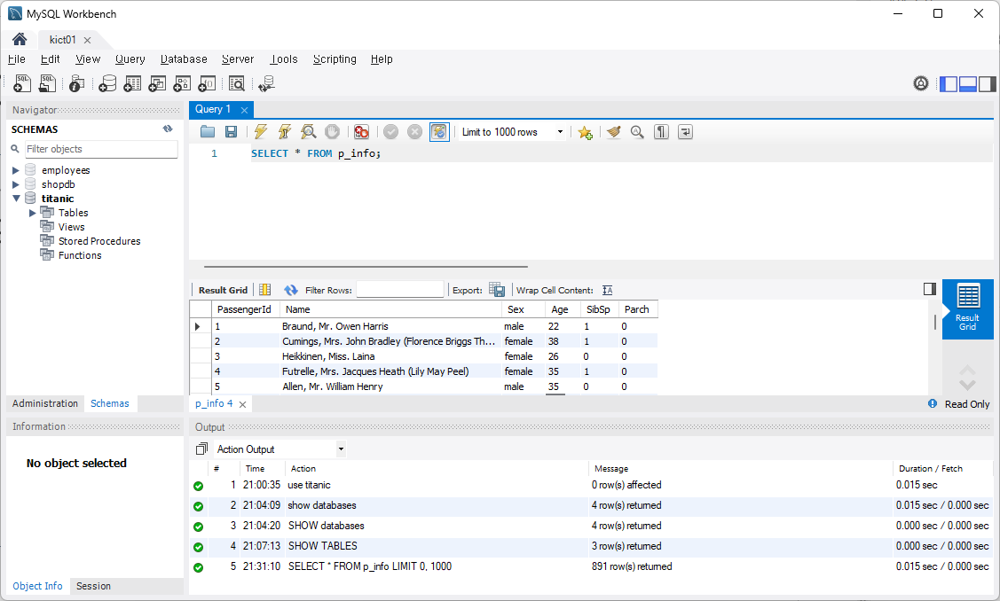 MySQL Workbench
kict01
File Edit View Query Database Server Tools Scripting Help
Navigator
SCHEMAS
Filter objects
employees
shopdb
titanic
Tables
Views
Stored Procedures
Functions
Administration Schemas
Information
No object selected
Object Info Session
Query 1
Limit to 1000 rows
1 SELECT * FROM p_info;
Result Grid Filter Rows: Export: Wrap Cell Content:
PassengerId Name Sex Age SibSp Parch
1 Braund, Mr. Owen Harris male 22 1 0
2 Cumings, Mrs. John Bradley (Florence Briggs Th... female 38 1 0
3 Heikkinen, Miss. Laina female 26 0 0
4 Futrelle, Mrs. Jacques Heath (Lily May Peel) female 35 1 0
5 Allen, Mr. William Henry male 35 0 0
Result
Grid
p_info 4
Read Only
Output
Action Output
# Time Action Message Duration / Fetch
1 21:00:35 use titanic 0 row(s) affected 0.015 sec
2 21:04:09 show databases 4 row(s) returned 0.015 sec / 0.000 sec
3 21:04:20 SHOW databases 4 row(s) returned 0.000 sec / 0.000 sec
4 21:07:13 SHOW TABLES 3 row(s) returned 0.000 sec / 0.000 sec
5 21:31:10 SELECT * FROM p_info LIMIT 0, 1000 891 row(s) returned 0.015 sec / 0.000 sec